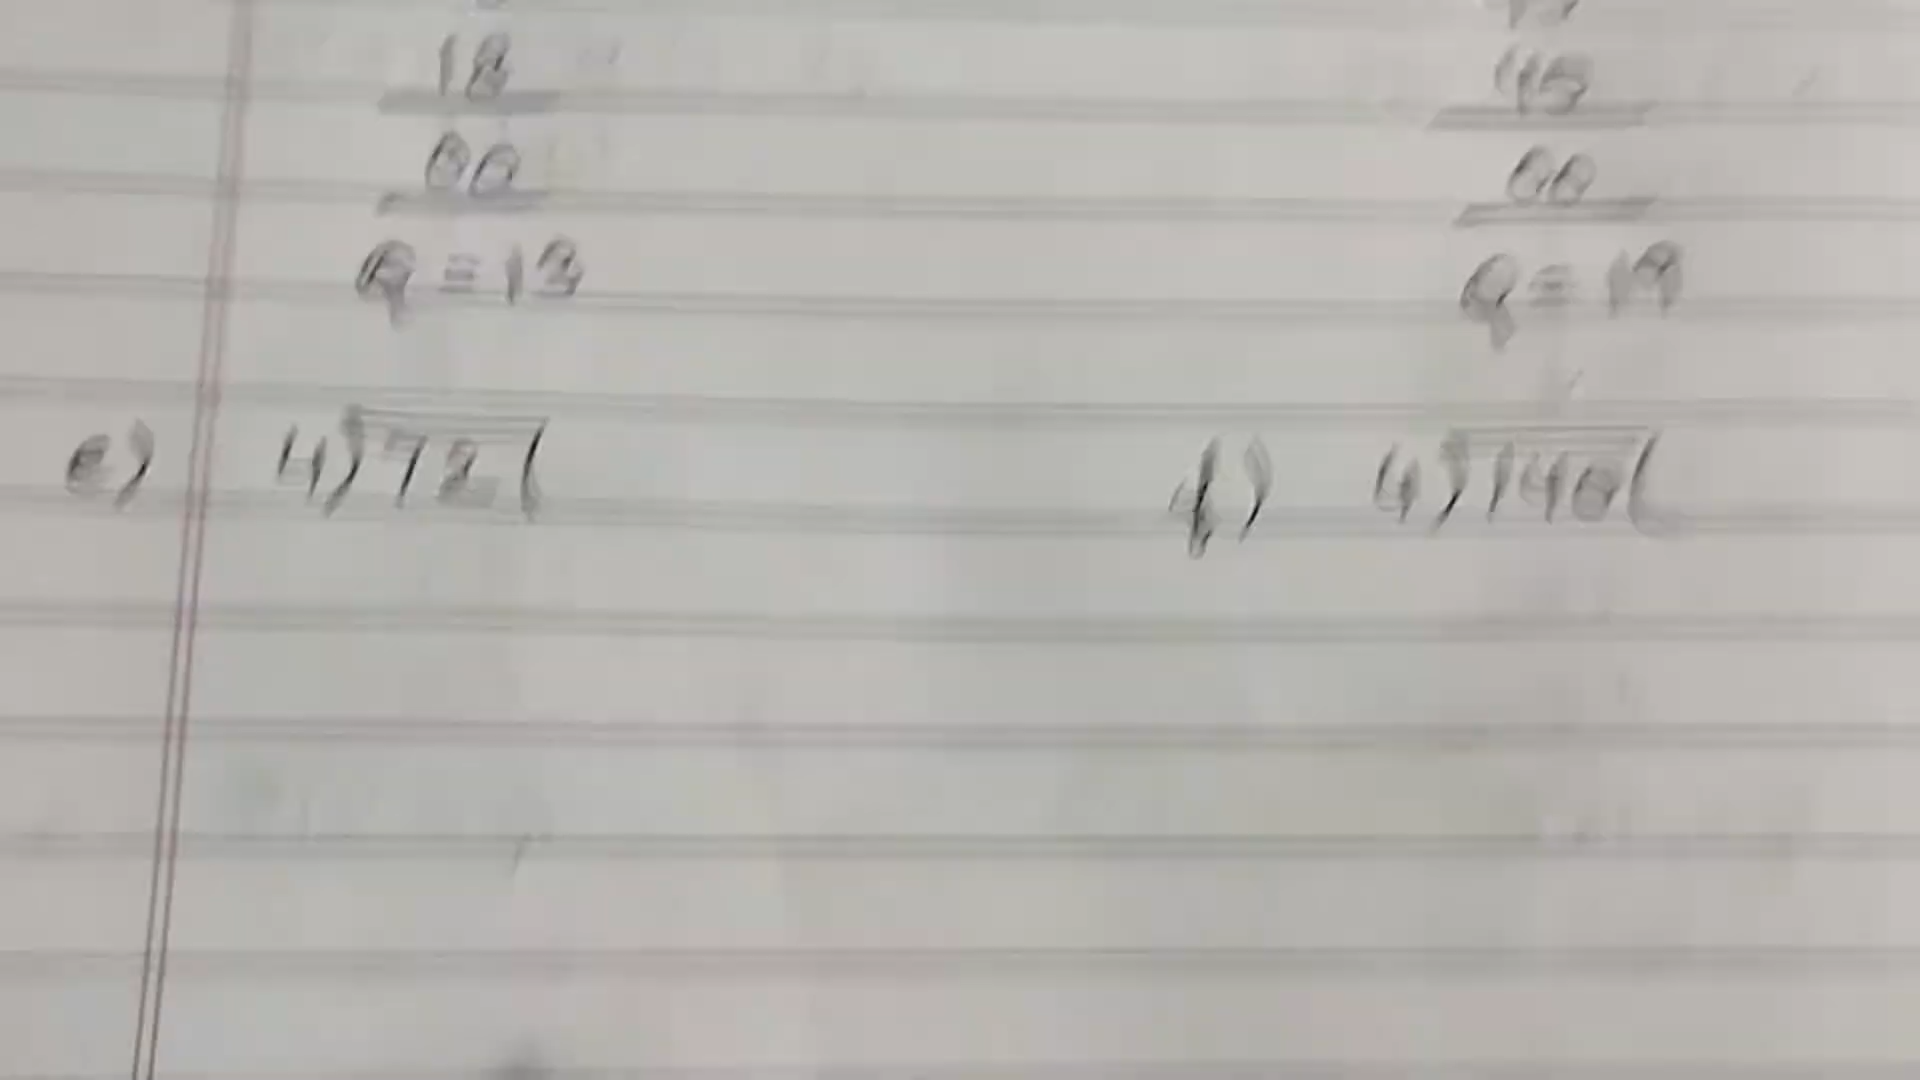 18
45
00
00
Q = 13
Q = 19
e) 4)72(
f) 4)140(